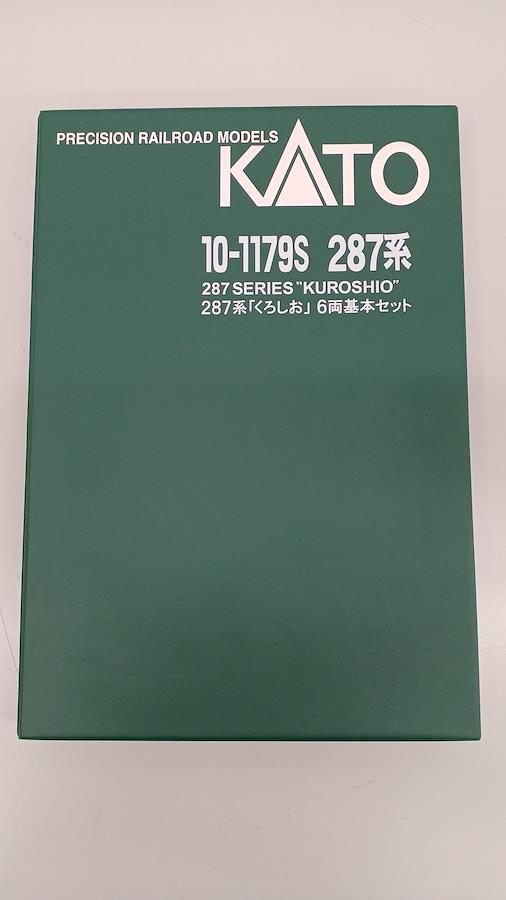 PRECISION RAILROAD MODELS
KATO
10-1179S 287系
287 SERIES "KUROSHIO"
287系「くろしお」 6両基本セット